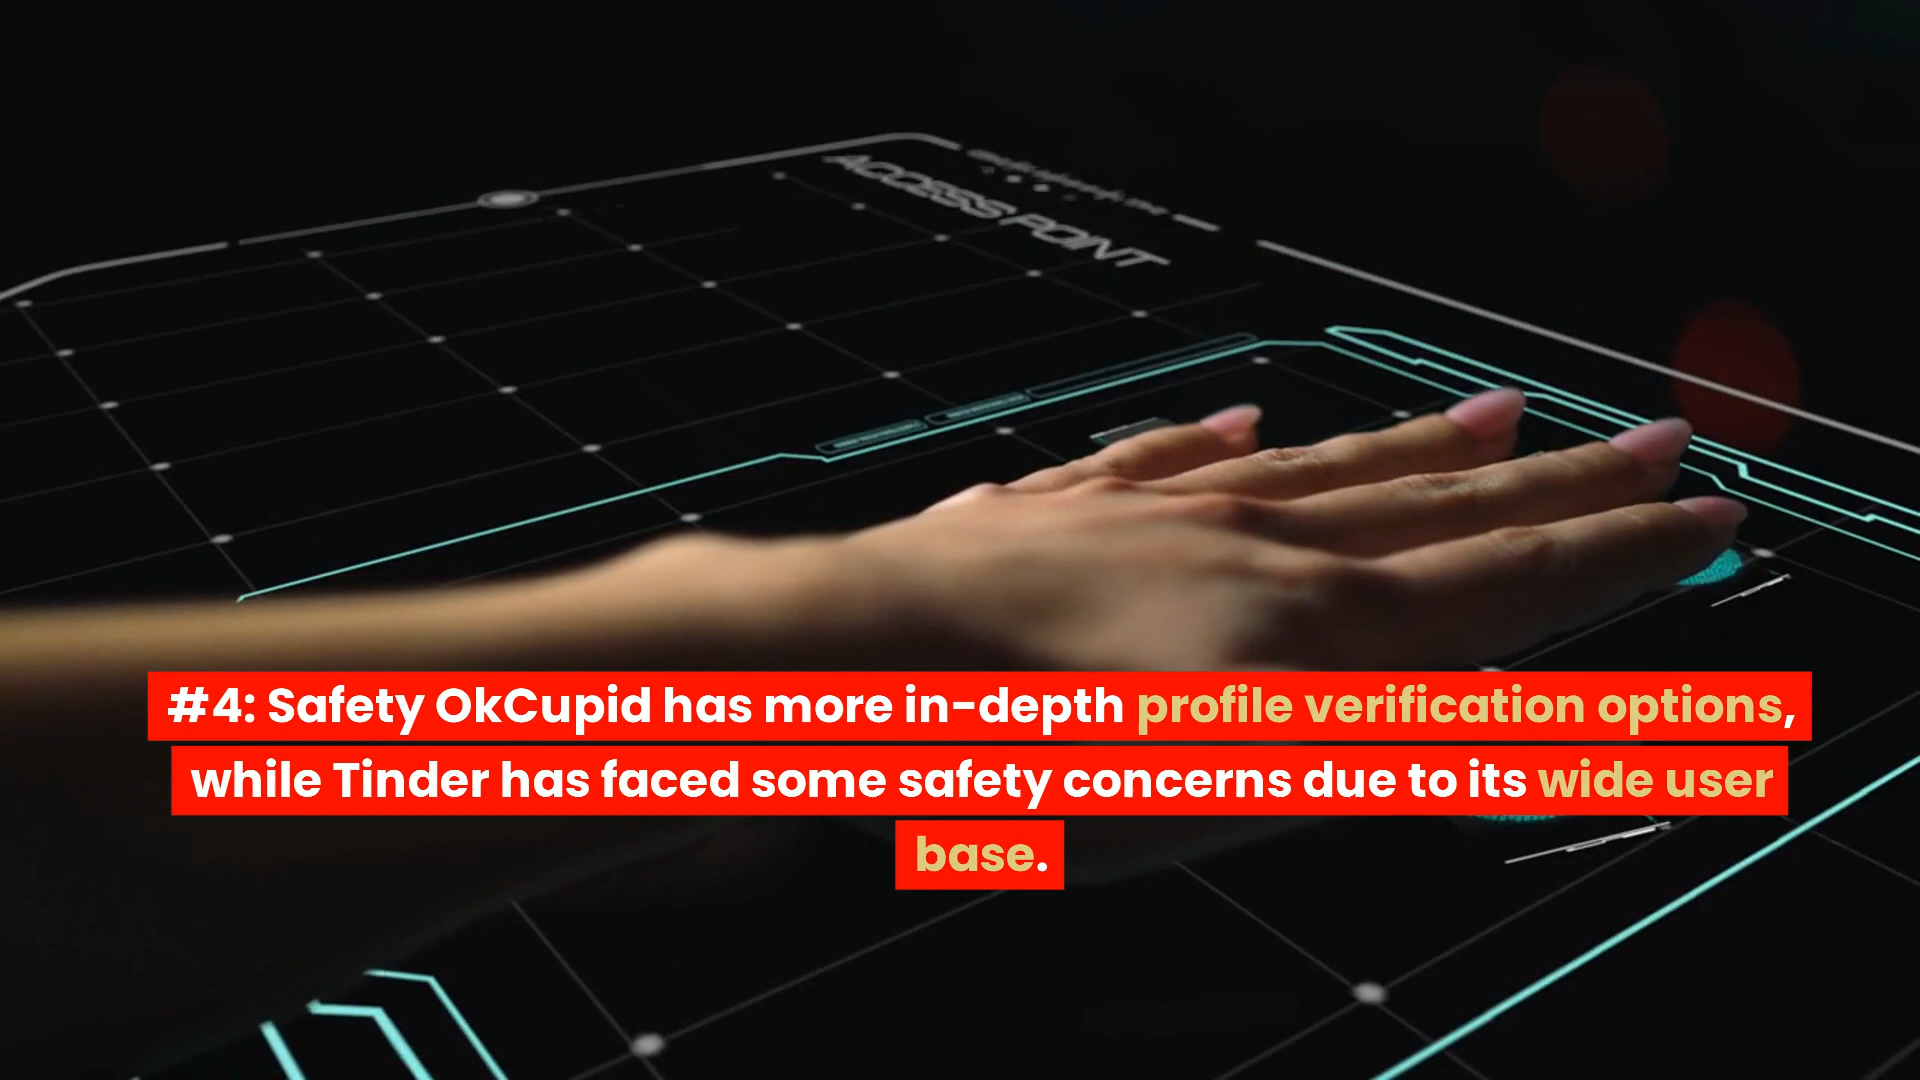 ACCESS POINT
#4: Safety OkCupid has more in-depth profile verification options,
while Tinder has faced some safety concerns due to its wide user
base.